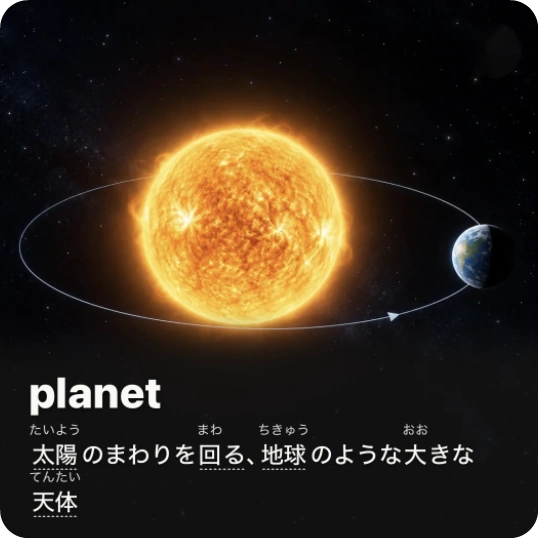 planet
たいよう まわ ちきゅう おお
太陽のまわりを回る、地球のような大きな
てんたい
天体